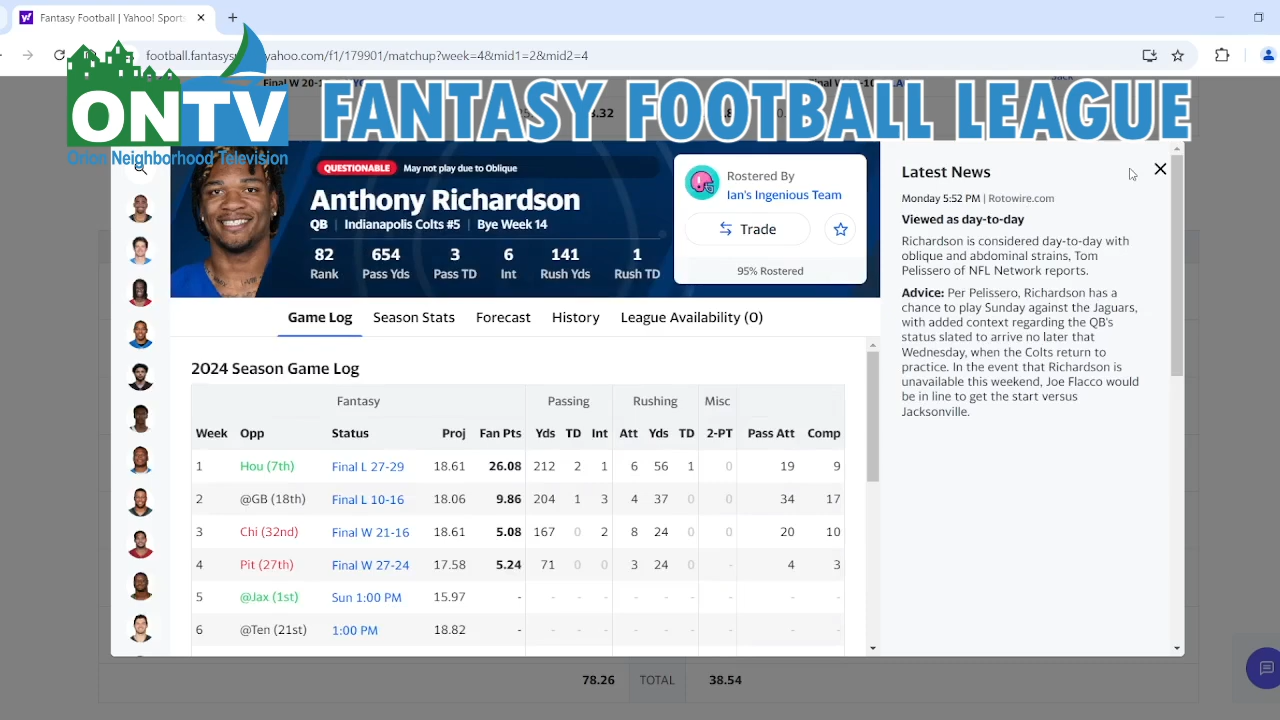 Fantasy Football | Yahoo! Sport
football.fantasys
yahoo.com/f1/179901/matchup?week=4&mid1=2&mid2=4
ONTV
Orion Neighborhood Television
FANTASY FOOTBALL LEAGUE
Final W 20-1
QUESTIONABLE May not play due to Oblique
Anthony Richardson
QB | Indianapolis Colts #5 | Bye Week 14
82 654 3 6 141 1
Rank Pass Yds Pass TD Int Rush Yds Rush TD
Rostered By
Ian's Ingenious Team
Trade
95% Rostered
Game Log Season Stats Forecast History League Availability (0)
2024 Season Game Log
Fantasy Passing Rushing Misc
Week Opp Status Proj Fan Pts Yds TD Int Att Yds TD 2-PT Pass Att Comp
1 Hou (7th) Final L 27-29 18.61 26.08 212 2 1 6 56 1 0 19 9
2 @GB (18th) Final L 10-16 18.06 9.86 204 1 3 4 37 0 0 34 17
3 Chi (32nd) Final W 21-16 18.61 5.08 167 0 2 8 24 0 0 20 10
4 Pit (27th) Final W 27-24 17.58 5.24 71 0 0 3 24 0 - 4 3
5 @Jax (1st) Sun 1:00 PM 15.97 - - - - - - - - - -
6 @Ten (21st) 1:00 PM 18.82 - - - - - - - - - -
Latest News
Monday 5:52 PM | Rotowire.com
Viewed as day-to-day
Richardson is considered day-to-day with
oblique and abdominal strains, Tom
Pelissero of NFL Network reports.
Advice: Per Pelissero, Richardson has a
chance to play Sunday against the Jaguars,
with added context regarding the QB's
status slated to arrive no later that
Wednesday, when the Colts return to
practice. In the event that Richardson is
unavailable this weekend, Joe Flacco would
be in line to get the start versus
Jacksonville.
78.26 TOTAL 38.54